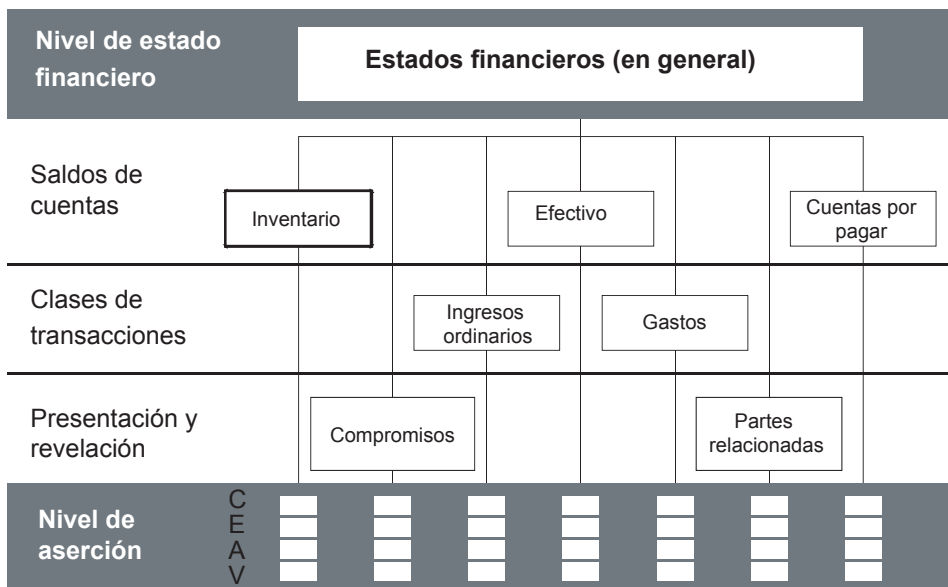 Nivel de estado
financiero
Estados financieros (en general)
Saldos de
cuentas
Inventario
Efectivo
Cuentas por
pagar
Clases de
transacciones
Ingresos
ordinarios
Gastos
Presentación y
revelación
Compromisos
Partes
relacionadas
Nivel de
aserción
C
E
A
V